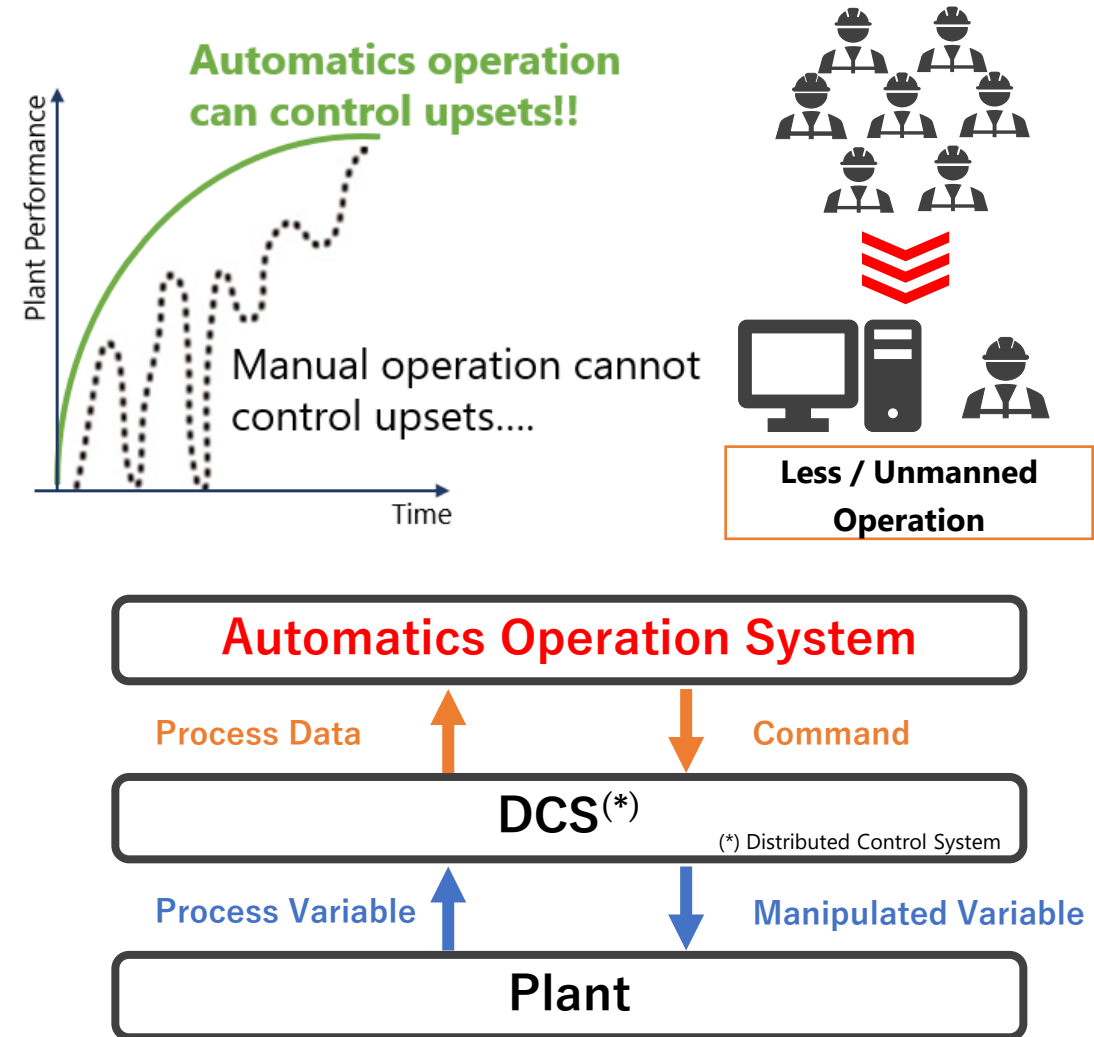 Automatics operation
can control upsets!!
Plant Performance
Manual operation cannot
control upsets....
Time
Less / Unmanned
Operation
Automatics Operation System
Process Data
Command
DCS(*)
(*) Distributed Control System
Process Variable
Manipulated Variable
Plant